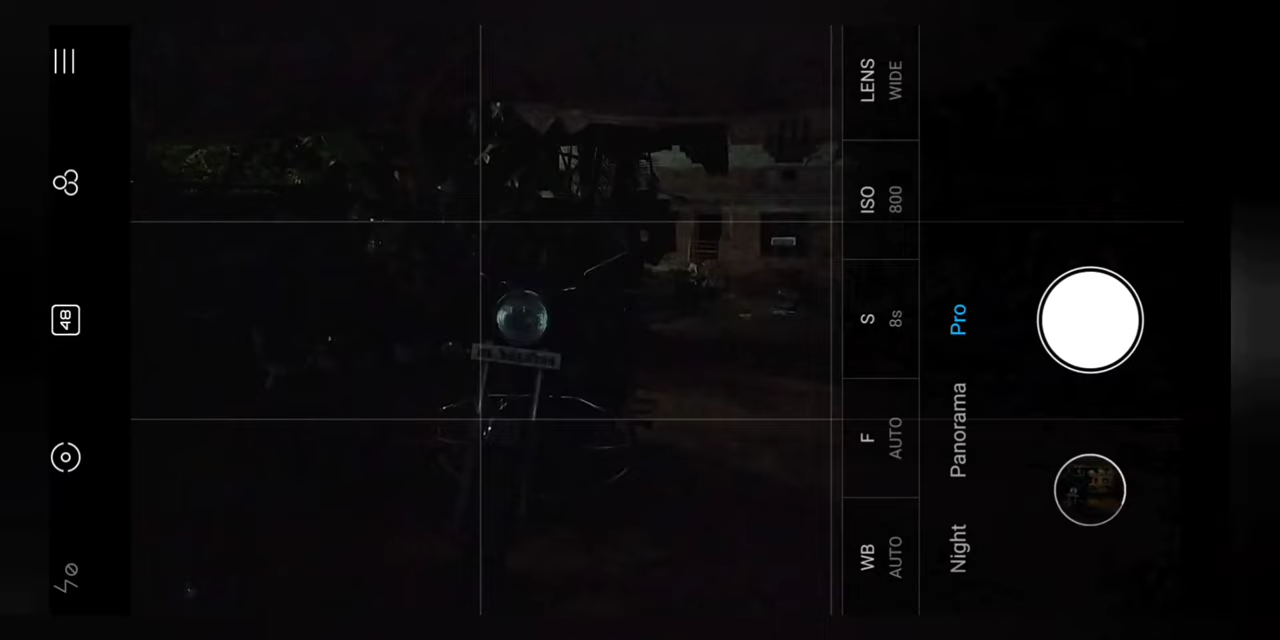 48
LENS
WIDE
ISO
800
S
8s
F
AUTO
WB
AUTO
Pro
Panorama
Night